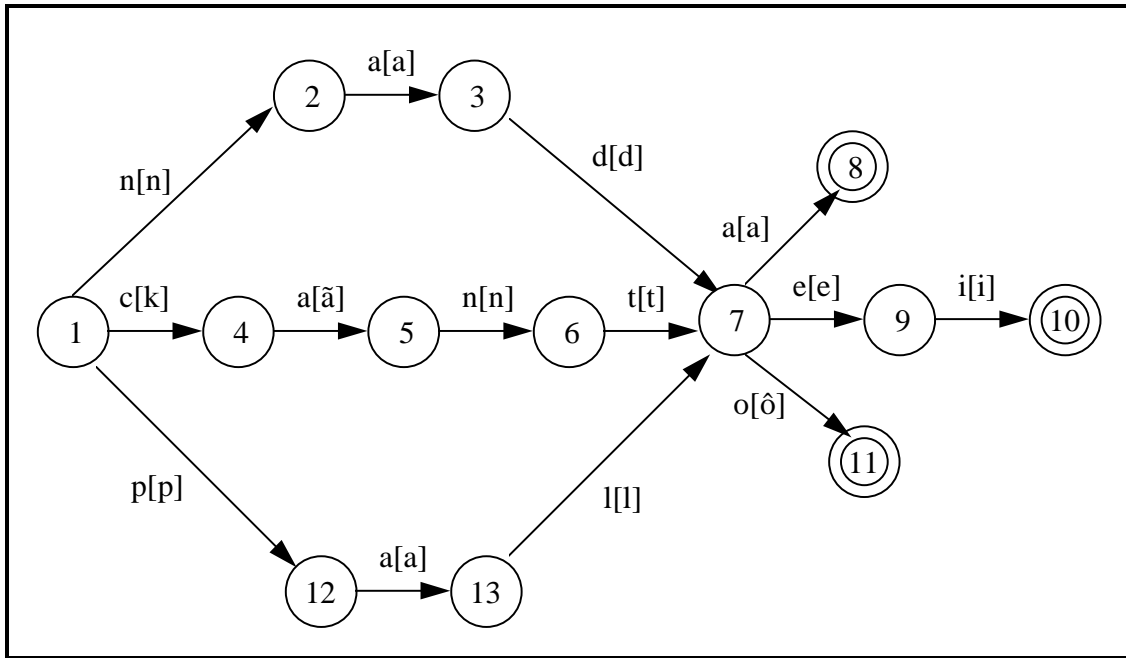 a[a]
2
3
d[d]
8
n[n]
a[a]
c[k]
a[ã]
n[n]
t[t]
e[e]
i[i]
1
4
5
6
7
9
10
o[ô]
11
p[p]
l[l]
a[a]
12
13